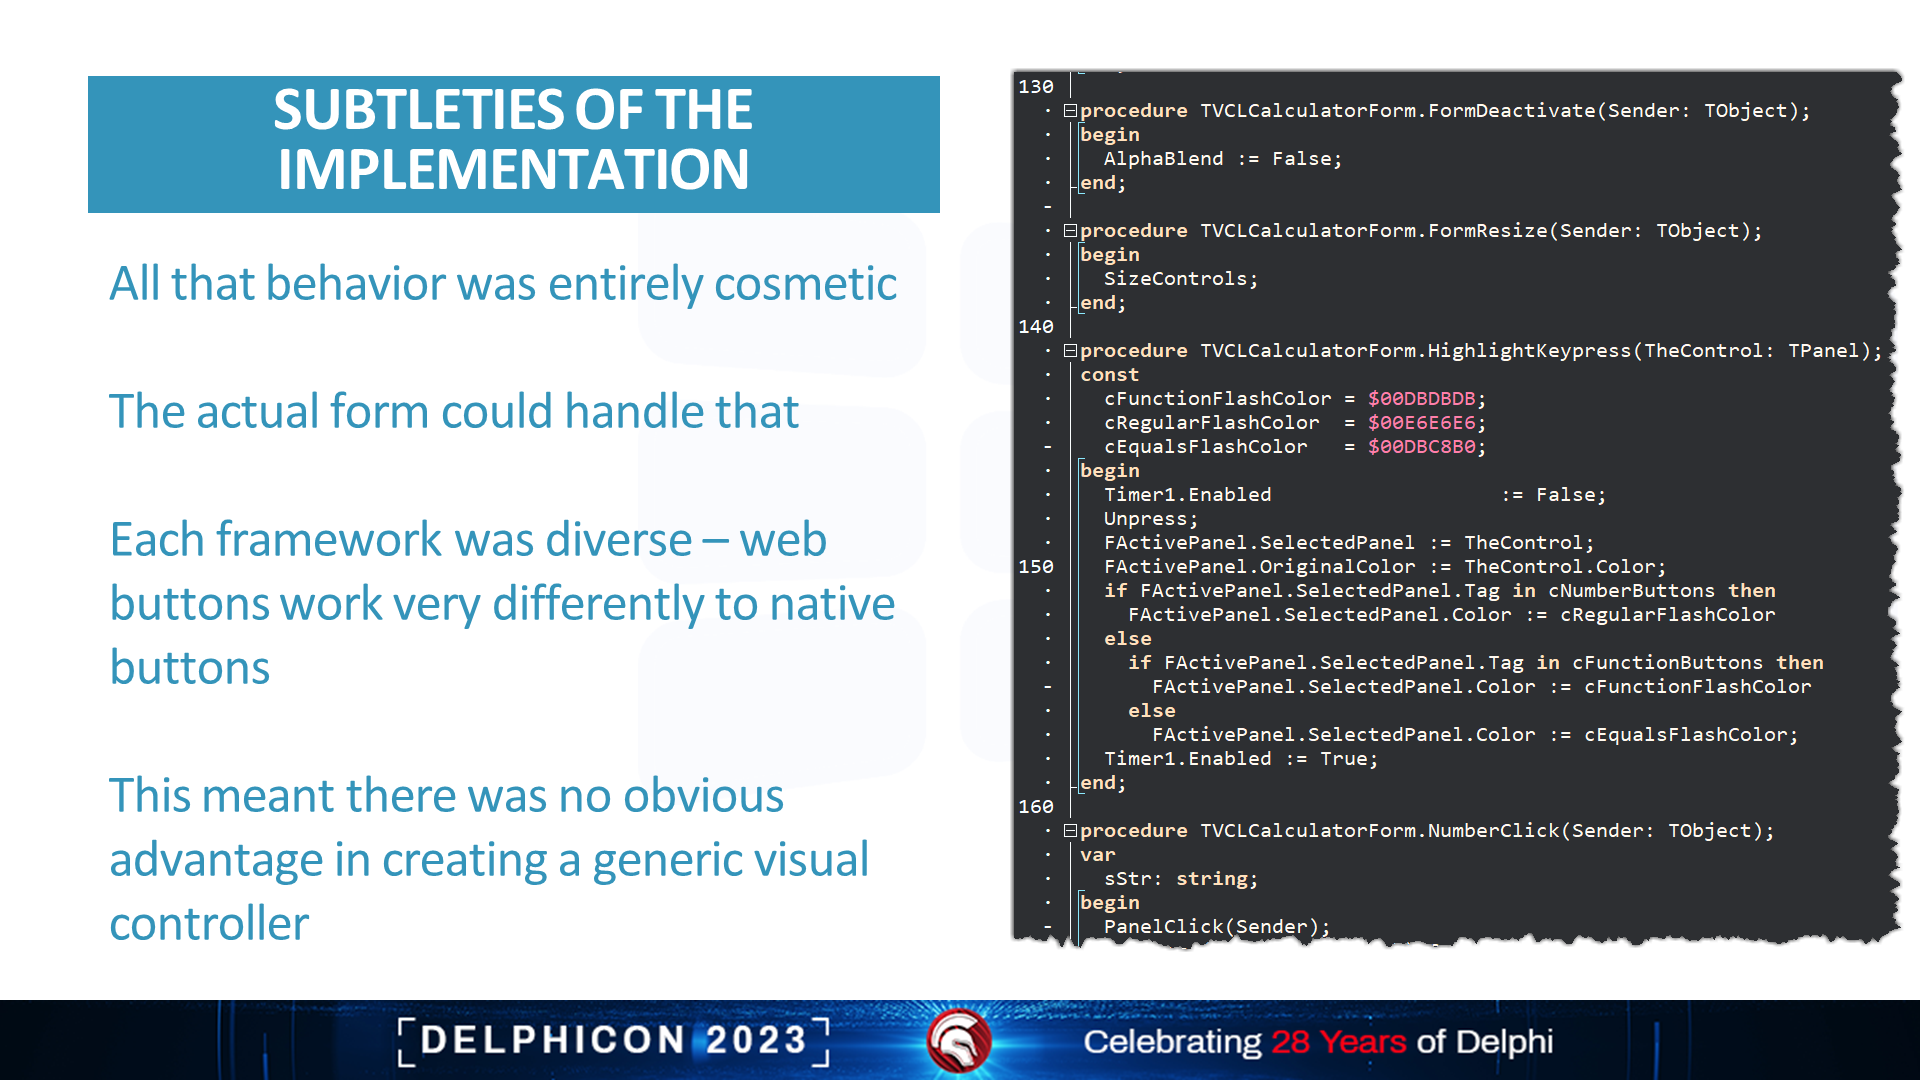 SUBTLETIES OF THE
IMPLEMENTATION
All that behavior was entirely cosmetic
The actual form could handle that
Each framework was diverse – web
buttons work very differently to native
buttons
This meant there was no obvious
advantage in creating a generic visual
controller
130
procedure TVCLCalculatorForm.FormDeactivate(Sender: TObject);
begin
  AlphaBlend := False;
end;
procedure TVCLCalculatorForm.FormResize(Sender: TObject);
begin
  SizeControls;
end;
140
procedure TVCLCalculatorForm.HighlightKeypress(TheControl: TPanel);
const
  cFunctionFlashColor = $00DBDBDB;
  cRegularFlashColor  = $00E6E6E6;
  cEqualsFlashColor   = $00DBC8B0;
begin
  Timer1.Enabled                   := False;
  Unpress;
  FActivePanel.SelectedPanel := TheControl;
150   FActivePanel.OriginalColor := TheControl.Color;
  if FActivePanel.SelectedPanel.Tag in cNumberButtons then
    FActivePanel.SelectedPanel.Color := cRegularFlashColor
  else
    if FActivePanel.SelectedPanel.Tag in cFunctionButtons then
      FActivePanel.SelectedPanel.Color := cFunctionFlashColor
    else
      FActivePanel.SelectedPanel.Color := cEqualsFlashColor;
  Timer1.Enabled := True;
end;
160
procedure TVCLCalculatorForm.NumberClick(Sender: TObject);
var
  sStr: string;
begin
  PanelClick(Sender);
DELPHICON 2023
Celebrating 28 Years of Delphi